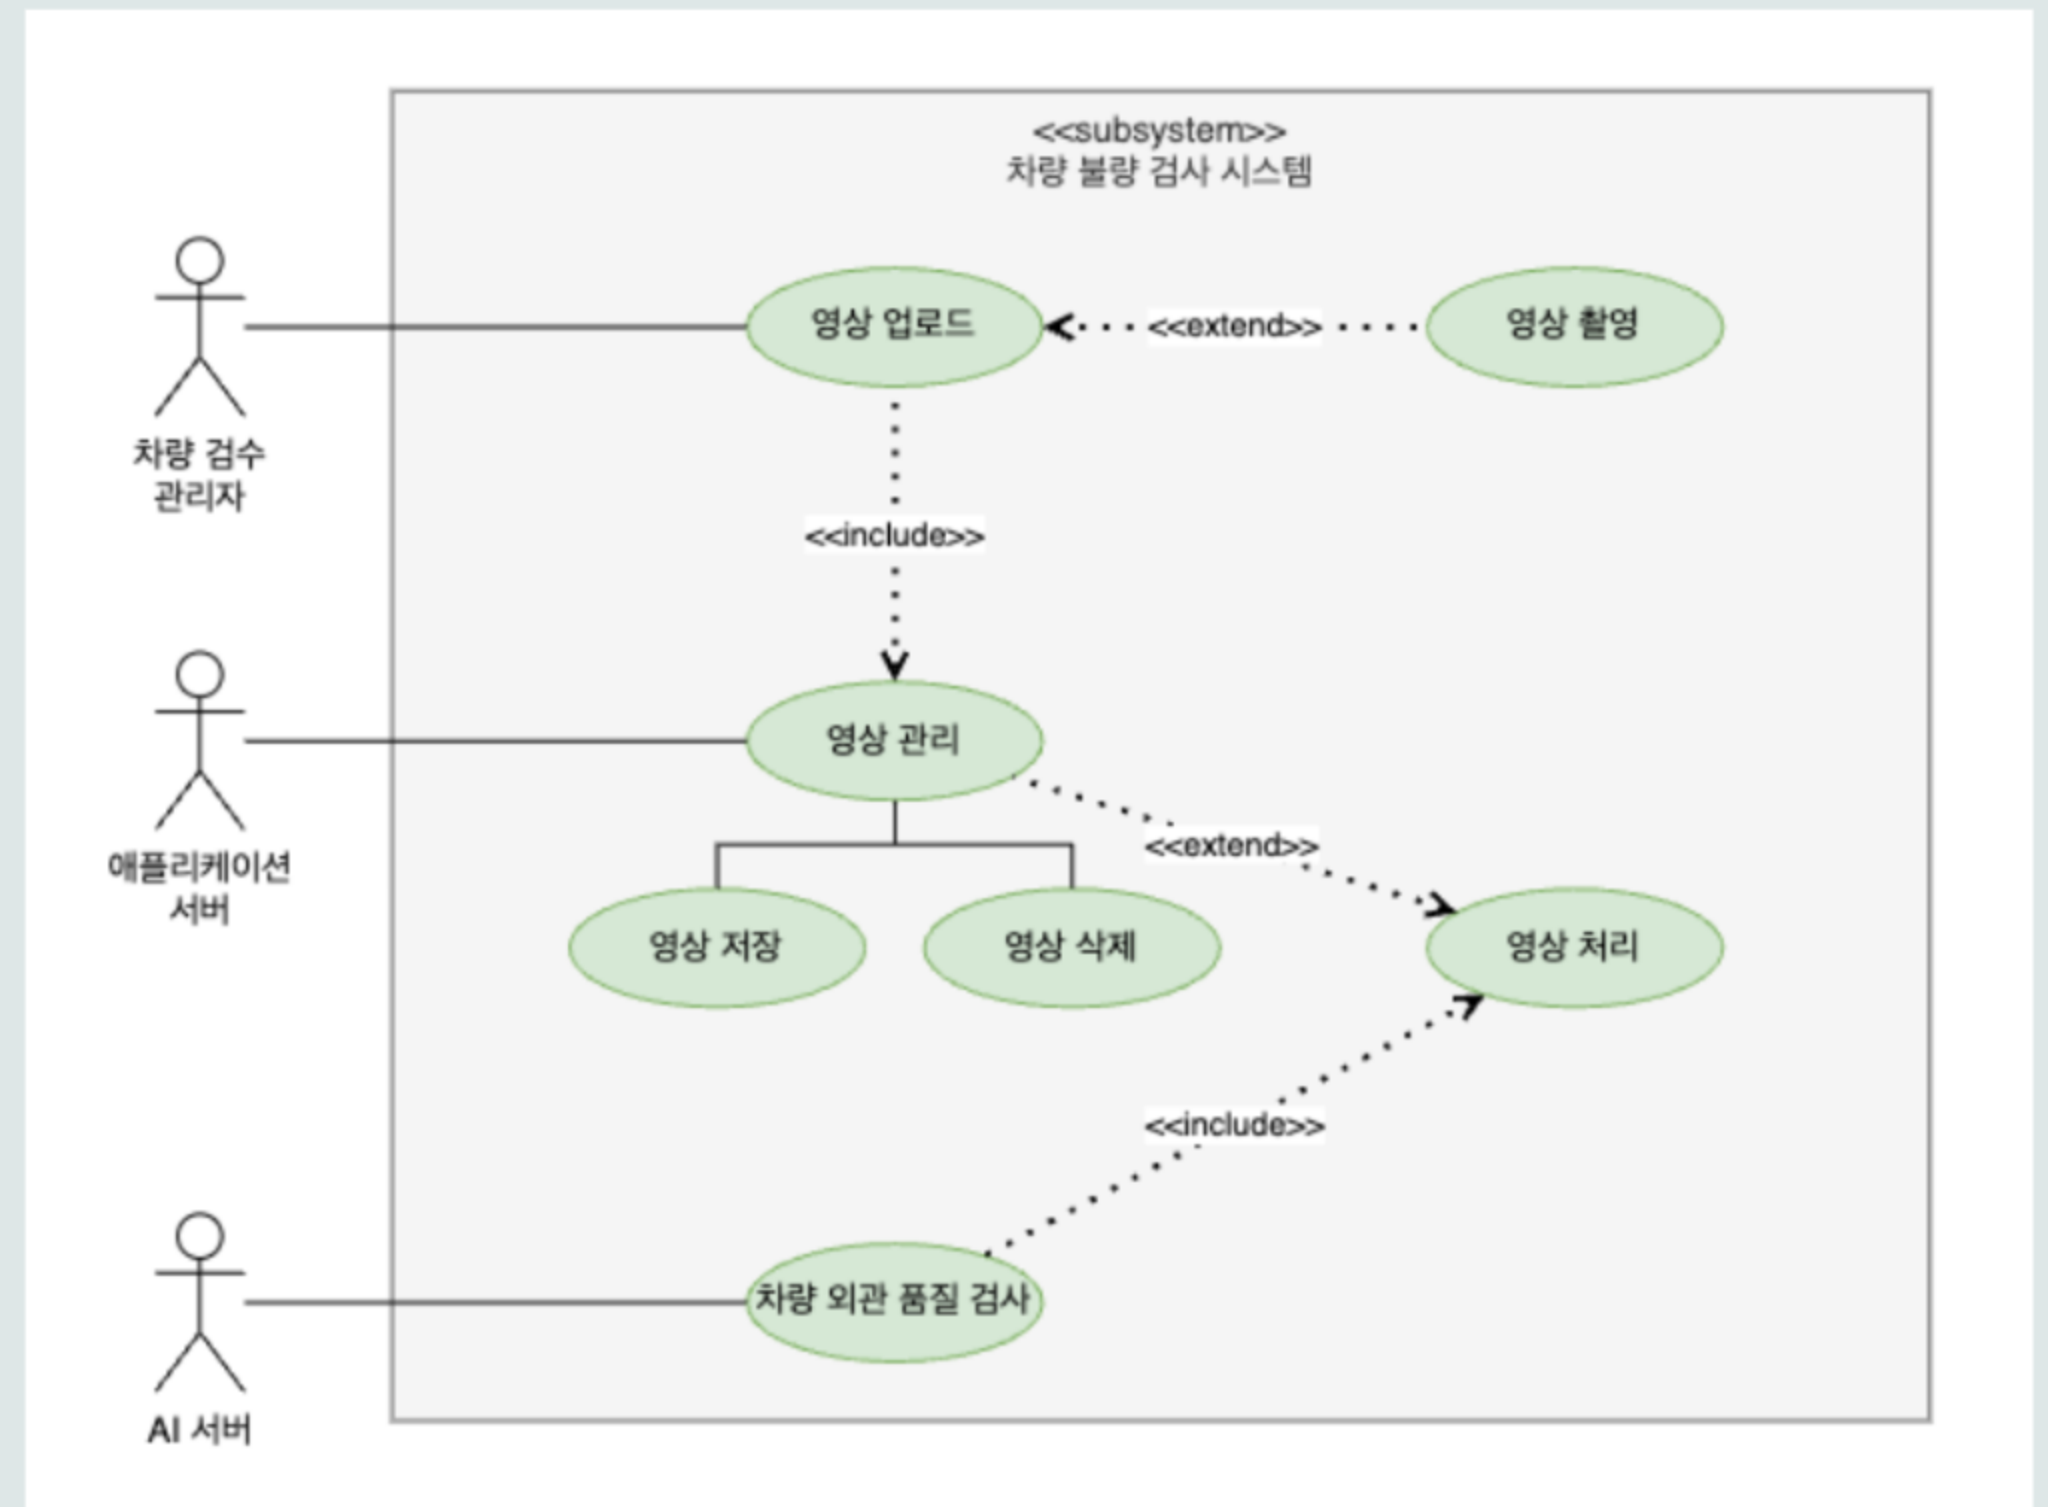 <<subsystem>>
차량 불량 검사 시스템
영상 업로드
<<extend>>
영상 촬영
차량 검수
관리자
<<include>>
영상 관리
애플리케이션
서버
<<extend>>
영상 저장
영상 삭제
영상 처리
<<include>>
차량 외관 품질 검사
AI 서버